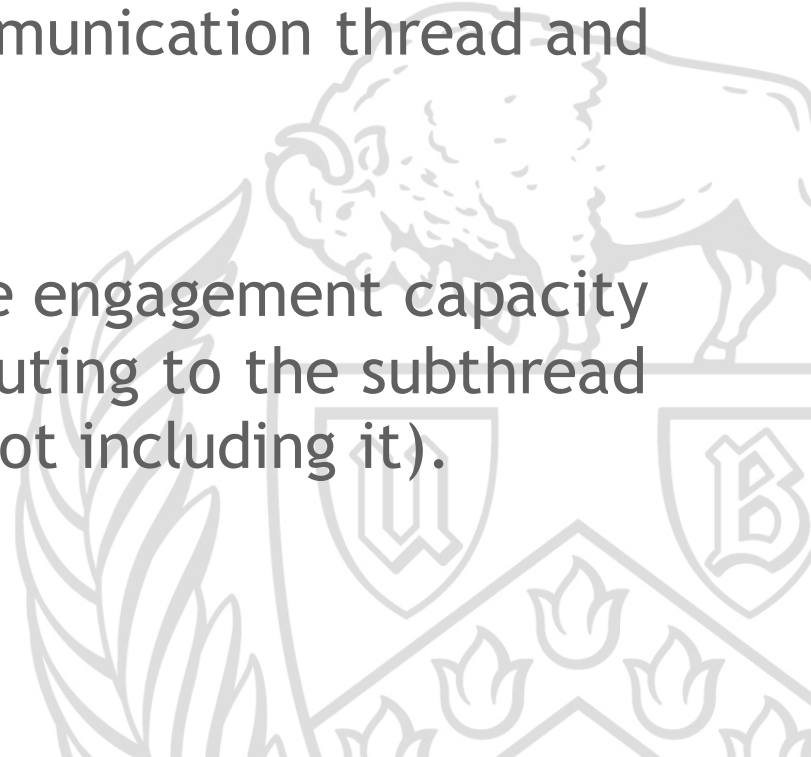 munication thread and
e engagement capacity
uting to the subthread
ot including it).
U B